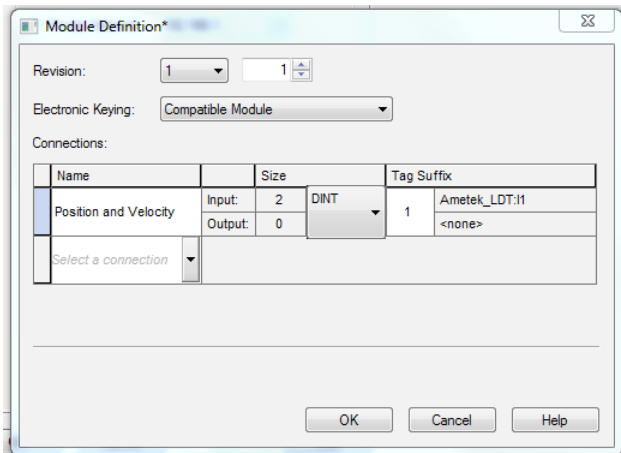 Module Definition*
Revision: 1 1
Electronic Keying: Compatible Module
Connections:
Name Size Tag Suffix
Position and Velocity Input: 2 DINT 1 Ametek_LDT:I1
Output: 0 <none>
Select a connection
OK Cancel Help